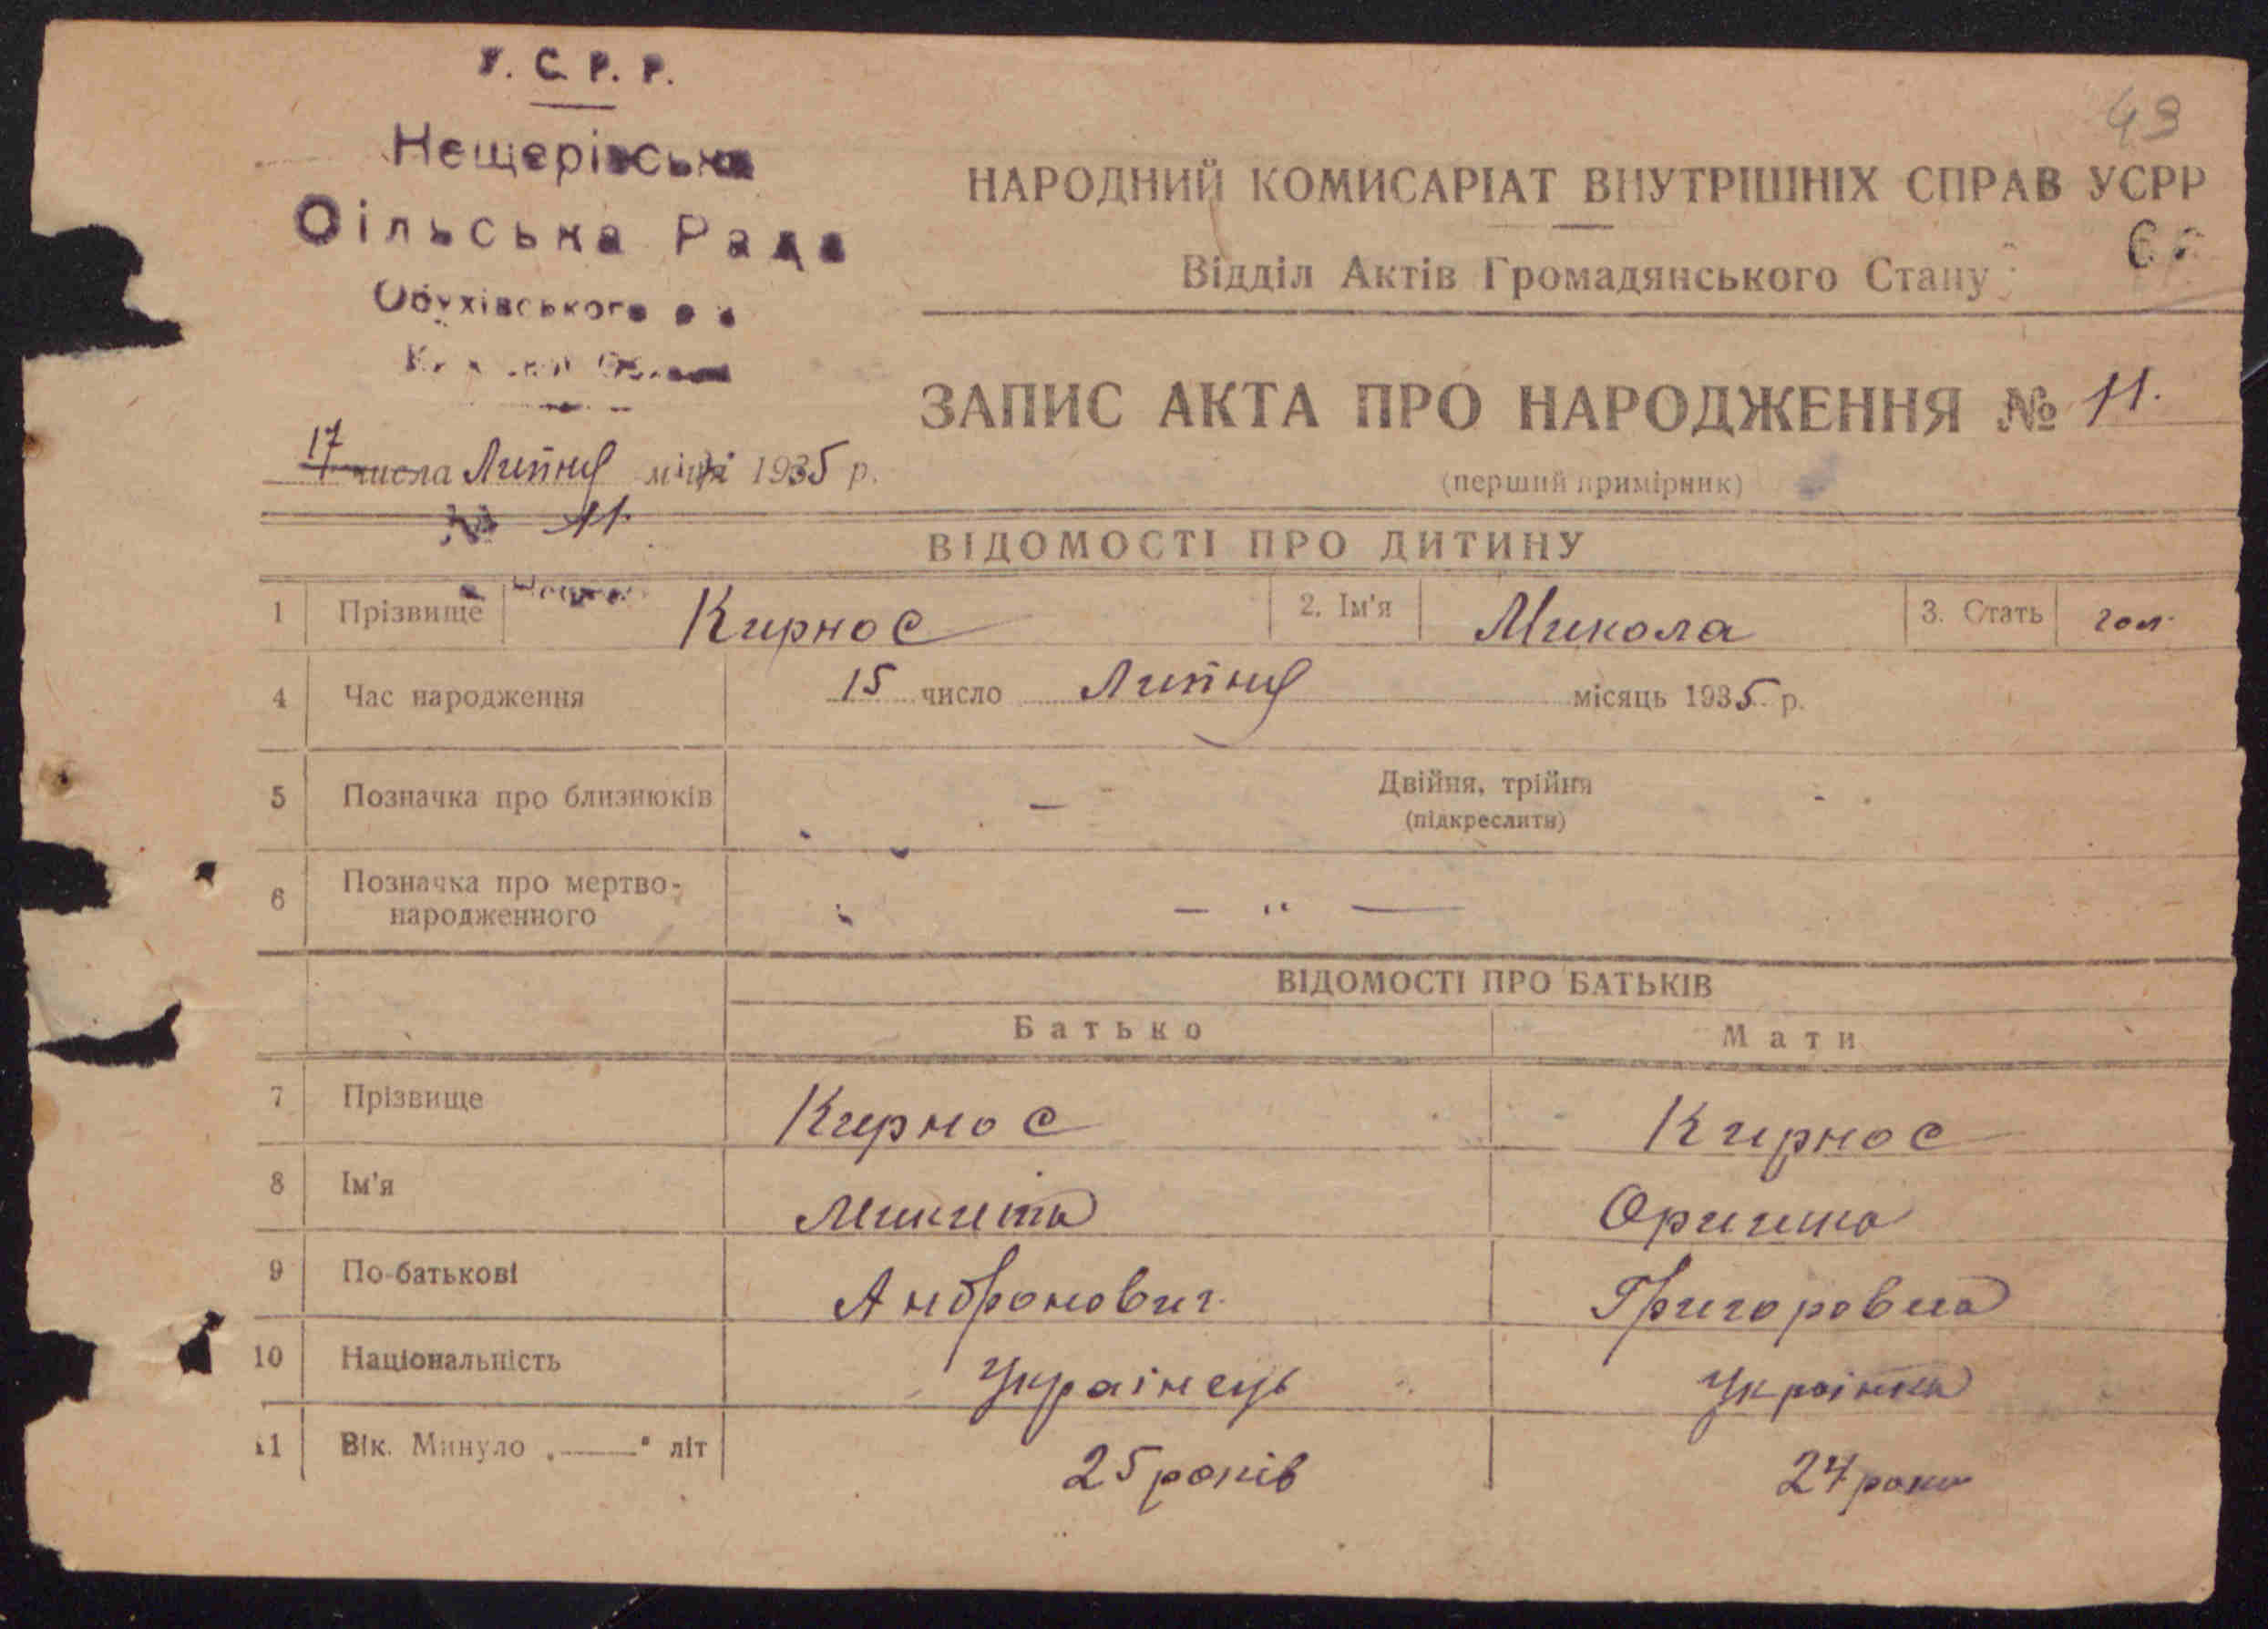 У. С. Р. Р.
Нещерівська
Сільська Рада
Обухівського
43
НАРОДНИЙ КОМИСАРІАТ ВНУТРІШНІХ СПРАВ УСРР
Відділ Актів Громадянського Стану
ЗАПИС АКТА ПРО НАРОДЖЕННЯ № 11.
(перший примірник)
17 числа Липня міця 1935 р.
№ 11.
ВІДОМОСТІ ПРО ДИТИНУ
1 Прізвище Кирнос 2. Ім'я Микола 3. Стать чол.
4 Час народження 15 число Липня місяць 1935 р.
5 Позначка про близнюків — Двійня, трійня
(підкреслити)
6 Позначка про мертво-
народженного — „ —
ВІДОМОСТІ ПРО БАТЬКІВ
Батько Мати
7 Прізвище Кирнос Кирнос
8 Ім'я Микита Оришка
9 По-батькові Андронович Григоровна
10 Національність Українець Українка
11 Вік. Минуло „——" літ 25 років 24 роки